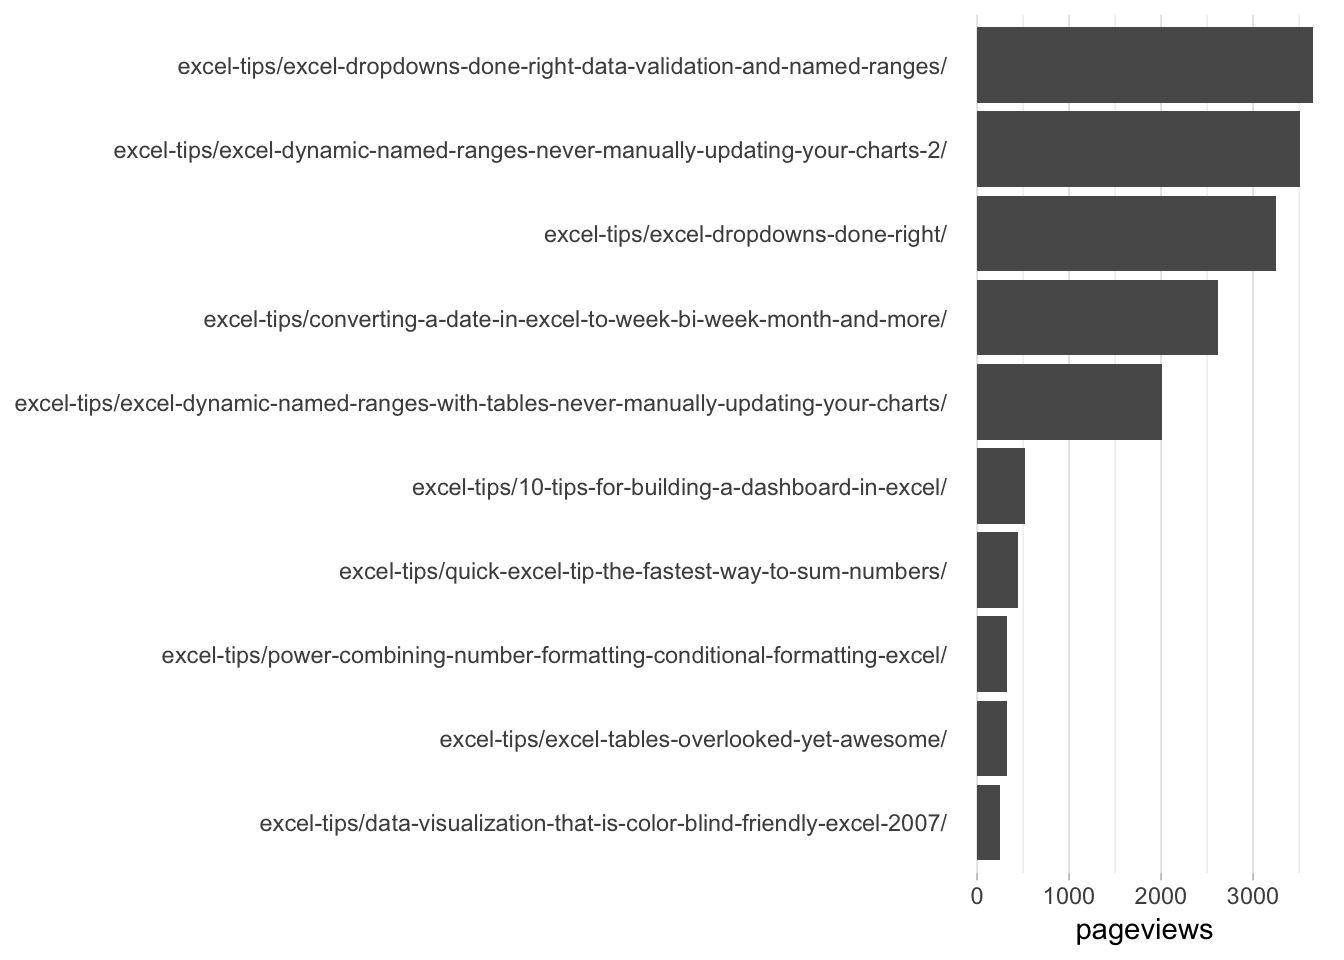 excel-tips/excel-dropdowns-done-right-data-validation-and-named-ranges/
excel-tips/excel-dynamic-named-ranges-never-manually-updating-your-charts-2/
excel-tips/excel-dropdowns-done-right/
excel-tips/converting-a-date-in-excel-to-week-bi-week-month-and-more/
excel-tips/excel-dynamic-named-ranges-with-tables-never-manually-updating-your-charts/
excel-tips/10-tips-for-building-a-dashboard-in-excel/
excel-tips/quick-excel-tip-the-fastest-way-to-sum-numbers/
excel-tips/power-combining-number-formatting-conditional-formatting-excel/
excel-tips/excel-tables-overlooked-yet-awesome/
excel-tips/data-visualization-that-is-color-blind-friendly-excel-2007/
0 1000 2000 3000
pageviews